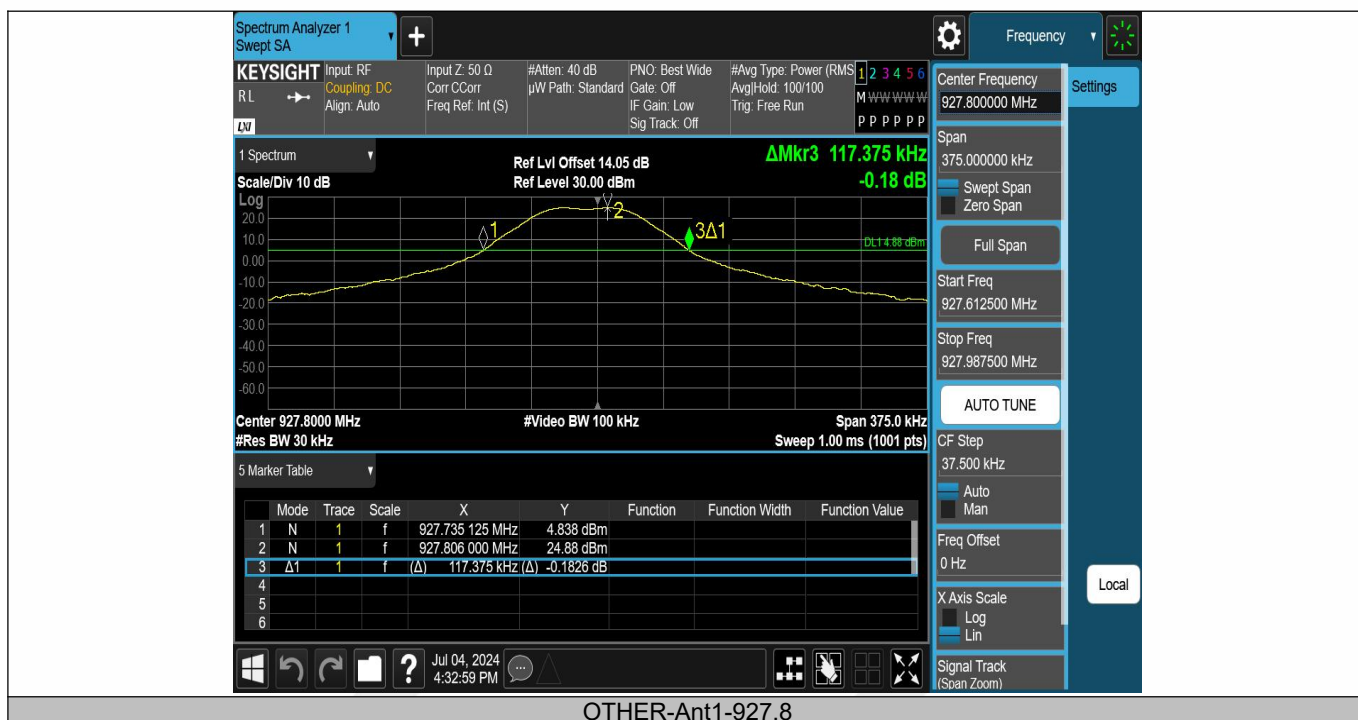 Spectrum Analyzer 1
Swept SA
+
Frequency
KEYSIGHT
RL
LXI
Input: RF
Coupling: DC
Align: Auto
Input Z: 50 Ω
Corr CCorr
Freq Ref: Int (S)
#Atten: 40 dB
µW Path: Standard
PNO: Best Wide
Gate: Off
IF Gain: Low
Sig Track: Off
#Avg Type: Power (RMS
Avg|Hold: 100/100
Trig: Free Run
1 2 3 4 5 6
M W W W W W
P P P P P P
1 Spectrum
Scale/Div 10 dB
Ref Lvl Offset 14.05 dB
Ref Level 30.00 dBm
ΔMkr3 117.375 kHz
-0.18 dB
Log
20.0
10.0
0.00
-10.0
-20.0
-30.0
-40.0
-50.0
-60.0
1
2
3Δ1
DL1 4.88 dBm
Center 927.8000 MHz
#Video BW 100 kHz
Span 375.0 kHz
#Res BW 30 kHz
Sweep 1.00 ms (1001 pts)
5 Marker Table
Mode Trace Scale X Y Function Function Width Function Value
1 N 1 f 927.735 125 MHz 4.838 dBm
2 N 1 f 927.806 000 MHz 24.88 dBm
3 Δ1 1 f (Δ) 117.375 kHz (Δ) -0.1826 dB
4
5
6
?
Jul 04, 2024
4:32:59 PM
Center Frequency
927.800000 MHz
Settings
Span
375.000000 kHz
Swept Span
Zero Span
Full Span
Start Freq
927.612500 MHz
Stop Freq
927.987500 MHz
AUTO TUNE
CF Step
37.500 kHz
Auto
Man
Freq Offset
0 Hz
Local
X Axis Scale
Log
Lin
Signal Track
(Span Zoom)
OTHER-Ant1-927.8